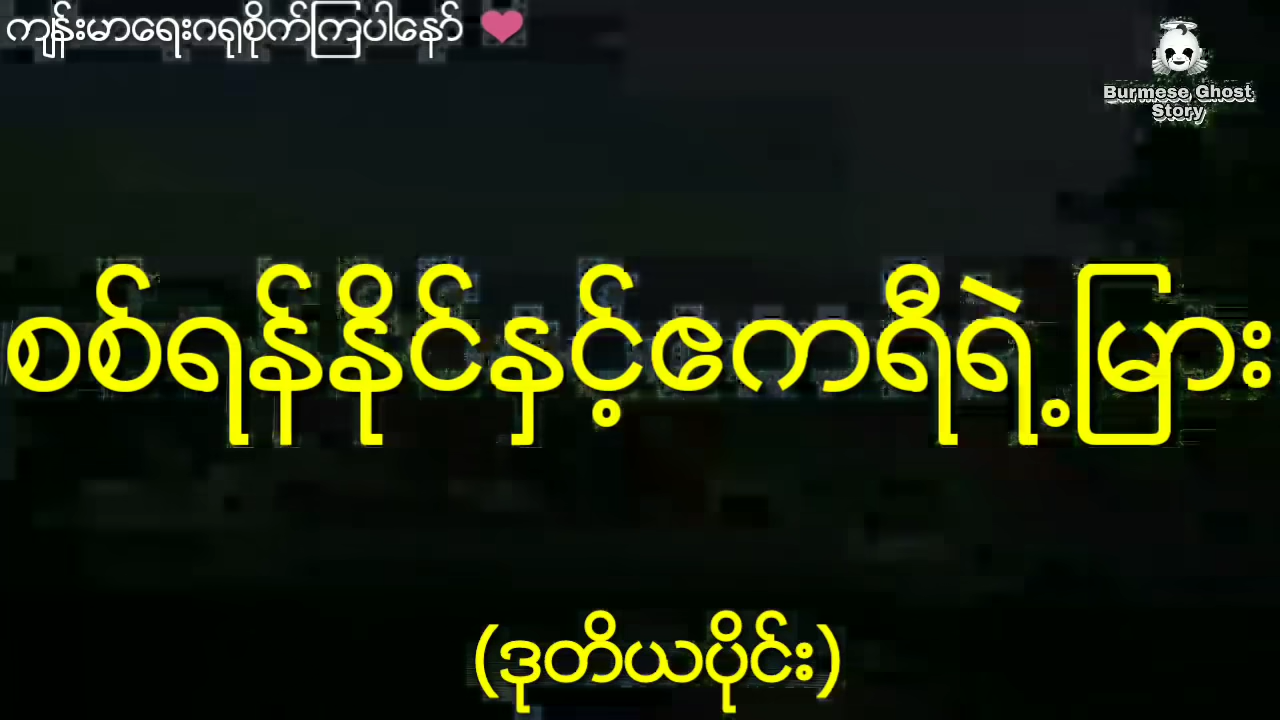 ကျန်းမာရေးဂရုစိုက်ကြပါနော် ❤
Burmese Ghost
Story
စစ်ရန်နိုင်နှင့်ဧကရီရဲ့မြား
(ဒုတိယပိုင်း)